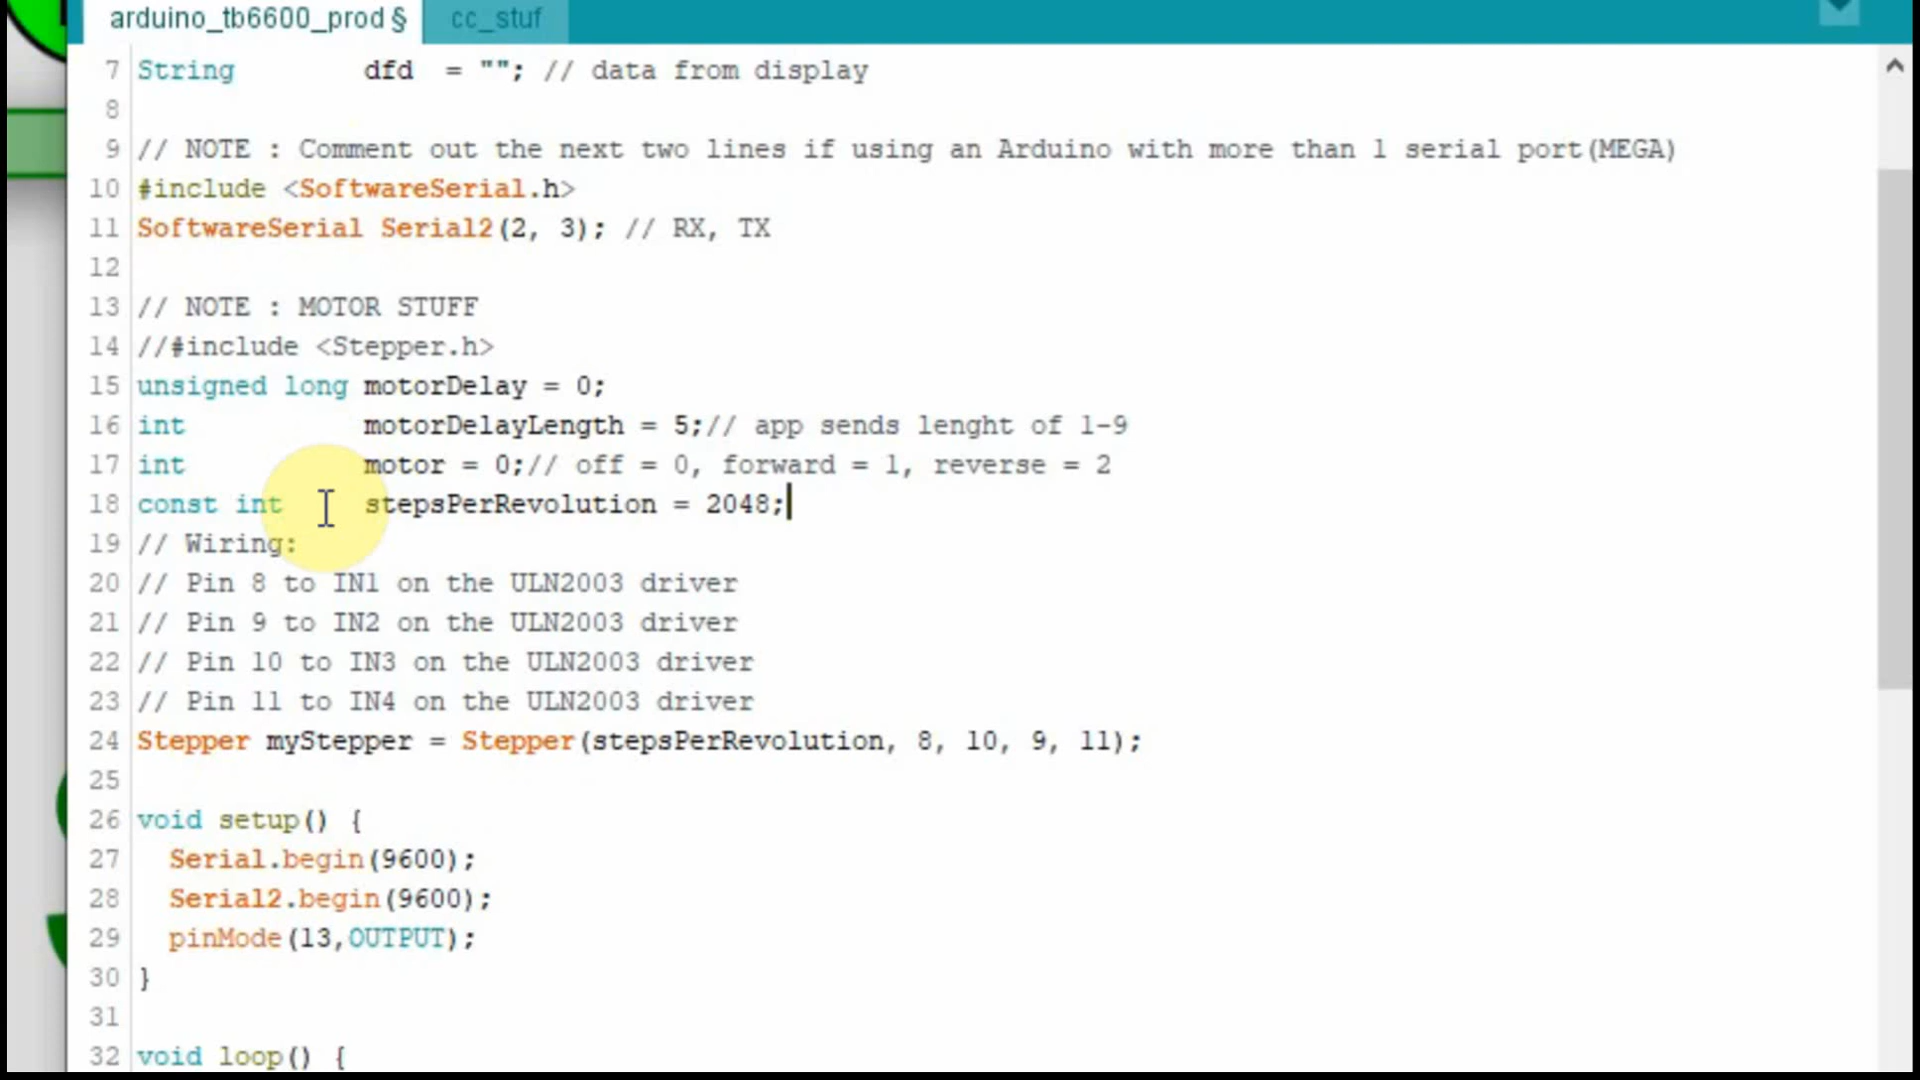 arduino_tb6600_prod § cc_stuf
7 String dfd = ""; // data from display
8
9 // NOTE : Comment out the next two lines if using an Arduino with more than 1 serial port(MEGA)
10 #include <SoftwareSerial.h>
11 SoftwareSerial Serial2(2, 3); // RX, TX
12
13 // NOTE : MOTOR STUFF
14 //#include <Stepper.h>
15 unsigned long motorDelay = 0;
16 int motorDelayLength = 5;// app sends lenght of 1-9
17 int motor = 0;// off = 0, forward = 1, reverse = 2
18 const int stepsPerRevolution = 2048;
19 // Wiring:
20 // Pin 8 to IN1 on the ULN2003 driver
21 // Pin 9 to IN2 on the ULN2003 driver
22 // Pin 10 to IN3 on the ULN2003 driver
23 // Pin 11 to IN4 on the ULN2003 driver
24 Stepper myStepper = Stepper(stepsPerRevolution, 8, 10, 9, 11);
25
26 void setup() {
27 Serial.begin(9600);
28 Serial2.begin(9600);
29 pinMode(13,OUTPUT);
30 }
31
32 void loop() {